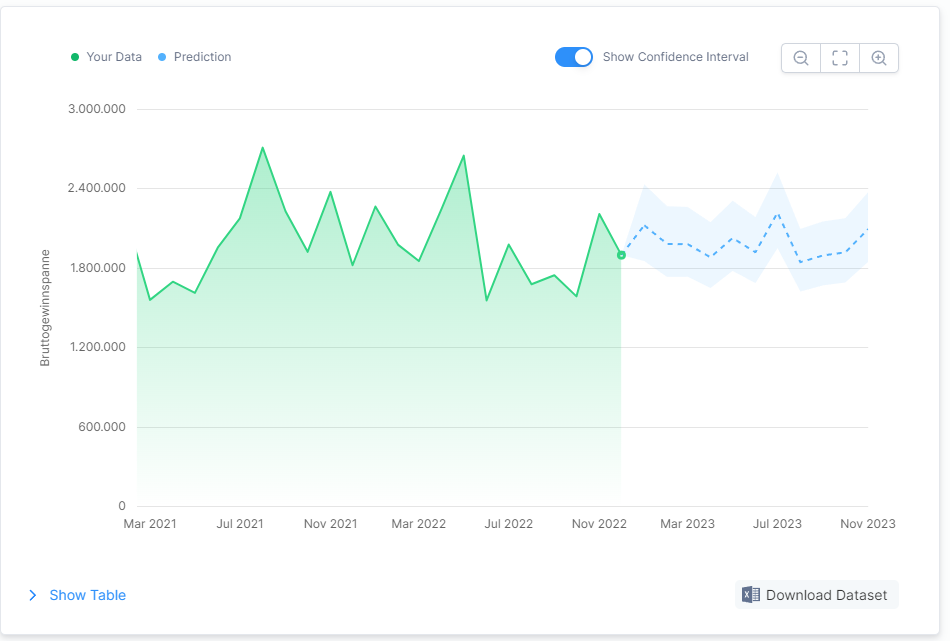 Your Data Prediction Show Confidence Interval
3.000.000
2.400.000
1.800.000
1.200.000
600.000
0
Bruttogewinnspanne
Mar 2021 Jul 2021 Nov 2021 Mar 2022 Jul 2022 Nov 2022 Mar 2023 Jul 2023 Nov 2023
Show Table
X Download Dataset